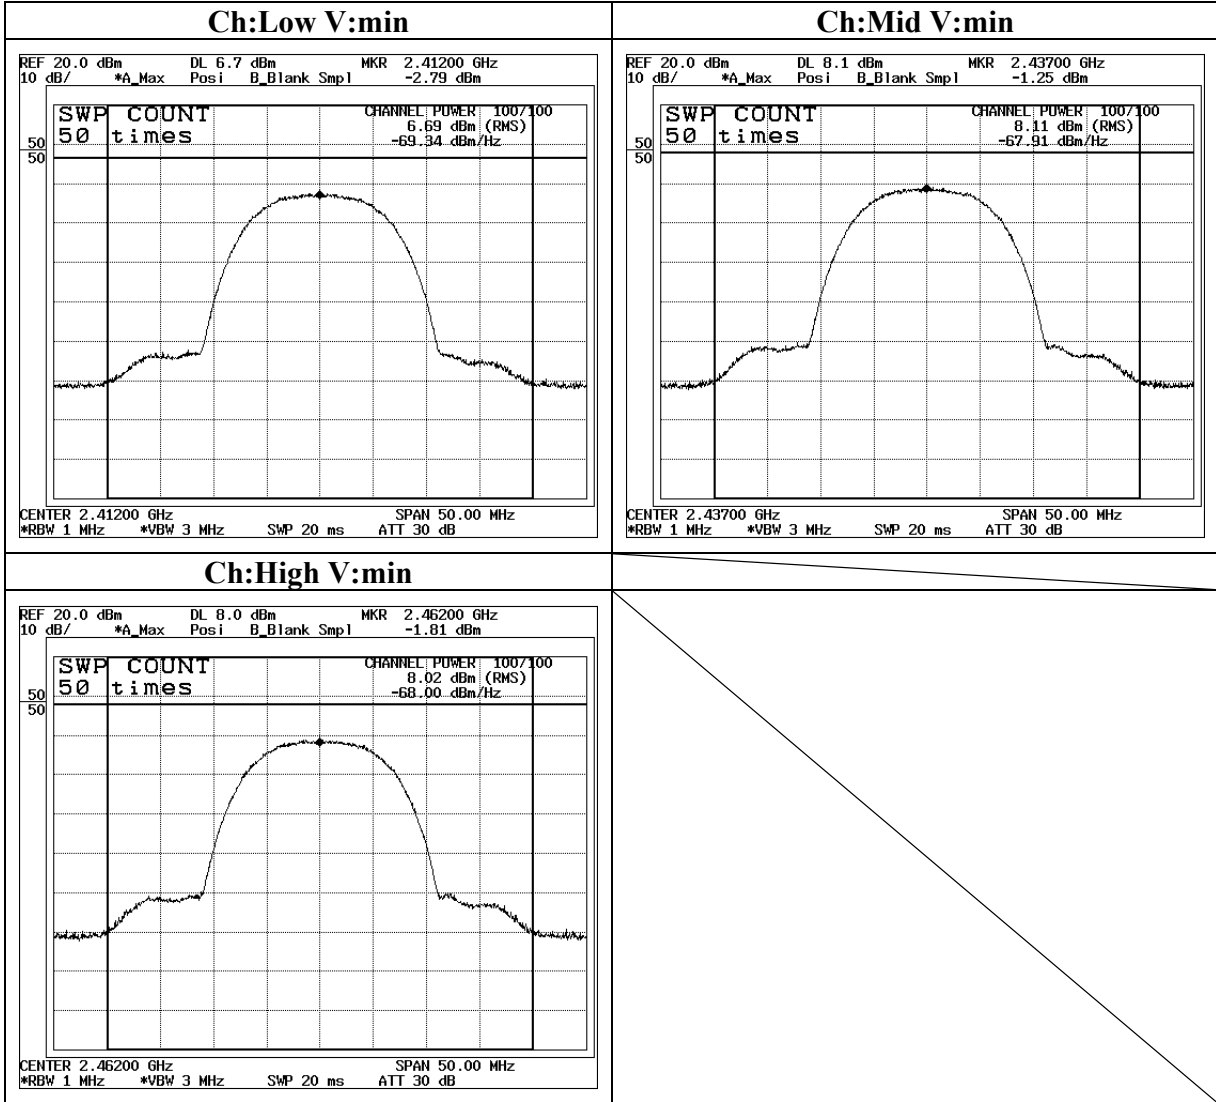 Ch:Low V:min
REF 20.0 dBm DL 6.7 dBm MKR 2.41200 GHz
10 dB/ *A_Max Posi B_Blank Smpl -2.79 dBm
SWP COUNT CHANNEL POWER 100/100
50 times 6.69 dBm (RMS)
-69.34 dBm/Hz
50
50
CENTER 2.41200 GHz SPAN 50.00 MHz
*RBW 1 MHz *VBW 3 MHz SWP 20 ms ATT 30 dB
Ch:Mid V:min
REF 20.0 dBm DL 8.1 dBm MKR 2.43700 GHz
10 dB/ *A_Max Posi B_Blank Smpl -1.25 dBm
SWP COUNT CHANNEL POWER 100/100
50 times 8.11 dBm (RMS)
-67.91 dBm/Hz
50
50
CENTER 2.43700 GHz SPAN 50.00 MHz
*RBW 1 MHz *VBW 3 MHz SWP 20 ms ATT 30 dB
Ch:High V:min
REF 20.0 dBm DL 8.0 dBm MKR 2.46200 GHz
10 dB/ *A_Max Posi B_Blank Smpl -1.81 dBm
SWP COUNT CHANNEL POWER 100/100
50 times 8.02 dBm (RMS)
-68.00 dBm/Hz
50
50
CENTER 2.46200 GHz SPAN 50.00 MHz
*RBW 1 MHz *VBW 3 MHz SWP 20 ms ATT 30 dB